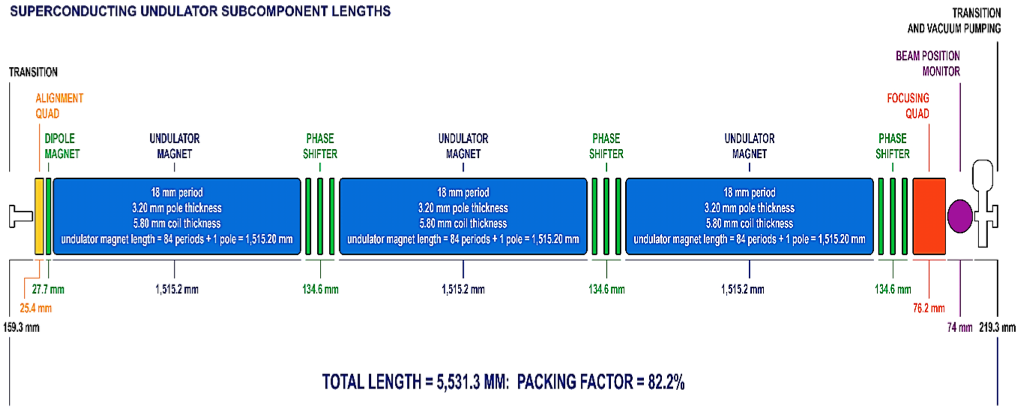 SUPERCONDUCTING UNDULATOR SUBCOMPONENT LENGTHS
TRANSITION
AND VACUUM PUMPING
BEAM POSITION
MONITOR
TRANSITION
ALIGNMENT
QUAD
FOCUSING
QUAD
DIPOLE
MAGNET
UNDULATOR
MAGNET
PHASE
SHIFTER
UNDULATOR
MAGNET
PHASE
SHIFTER
UNDULATOR
MAGNET
PHASE
SHIFTER
18 mm period
3.20 mm pole thickness
5.80 mm coil thickness
undulator magnet length = 84 periods + 1 pole = 1,515.20 mm
18 mm period
3.20 mm pole thickness
5.80 mm coil thickness
undulator magnet length = 84 periods + 1 pole = 1,515.20 mm
18 mm period
3.20 mm pole thickness
5.80 mm coil thickness
undulator magnet length = 84 periods + 1 pole = 1,515.20 mm
27.7 mm
1,515.2 mm
134.6 mm
1,515.2 mm
134.6 mm
1,515.2 mm
134.6 mm
25.4 mm
76.2 mm
159.3 mm
74 mm
219.3 mm
TOTAL LENGTH = 5,531.3 MM: PACKING FACTOR = 82.2%